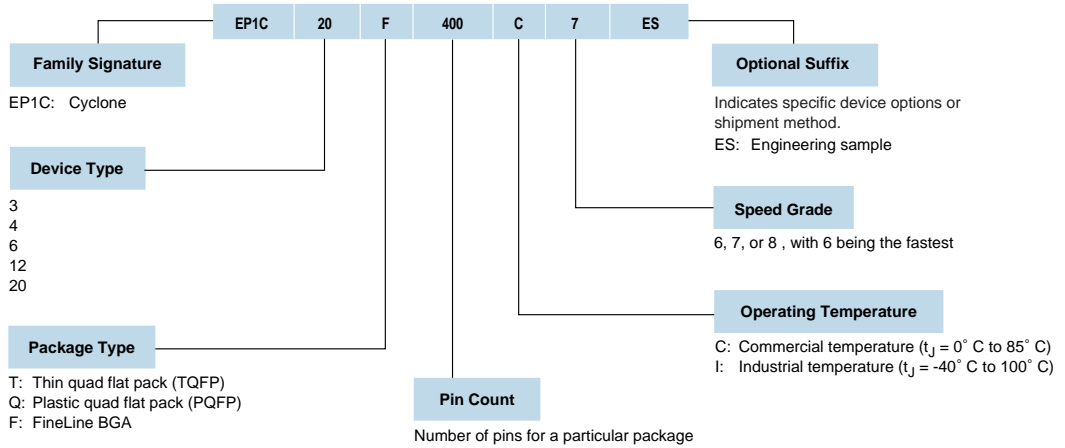 EP1C 20 F 400 C 7 ES
Family Signature
EP1C: Cyclone
Device Type
3
4
6
12
20
Package Type
T: Thin quad flat pack (TQFP)
Q: Plastic quad flat pack (PQFP)
F: FineLine BGA
Pin Count
Number of pins for a particular package
Optional Suffix
Indicates specific device options or
shipment method.
ES: Engineering sample
Speed Grade
6, 7, or 8 , with 6 being the fastest
Operating Temperature
C: Commercial temperature (tJ = 0° C to 85° C)
I: Industrial temperature (tJ = -40° C to 100° C)